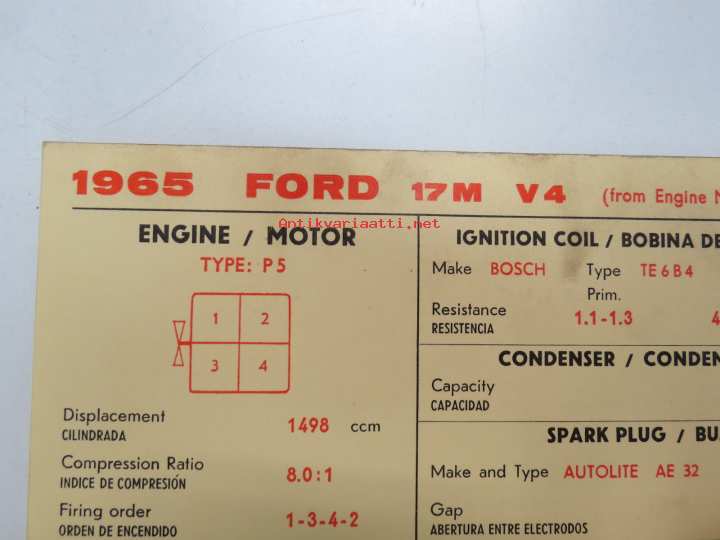 1965 FORD 17M V4 (from Engine N
Antikvariaatti.net
ENGINE / MOTOR
TYPE: P5
1 2
3 4
Displacement 1498 ccm
CILINDRADA
Compression Ratio 8.0:1
INDICE DE COMPRESIÓN
Firing order 1-3-4-2
ORDEN DE ENCENDIDO
IGNITION COIL / BOBINA DE
Make BOSCH Type TE6B4
Prim.
Resistance 1.1-1.3 4
RESISTENCIA
CONDENSER / CONDEN
Capacity
CAPACIDAD
SPARK PLUG / BU
Make and Type AUTOLITE AE 32
Gap
ABERTURA ENTRE ELECTRODOS